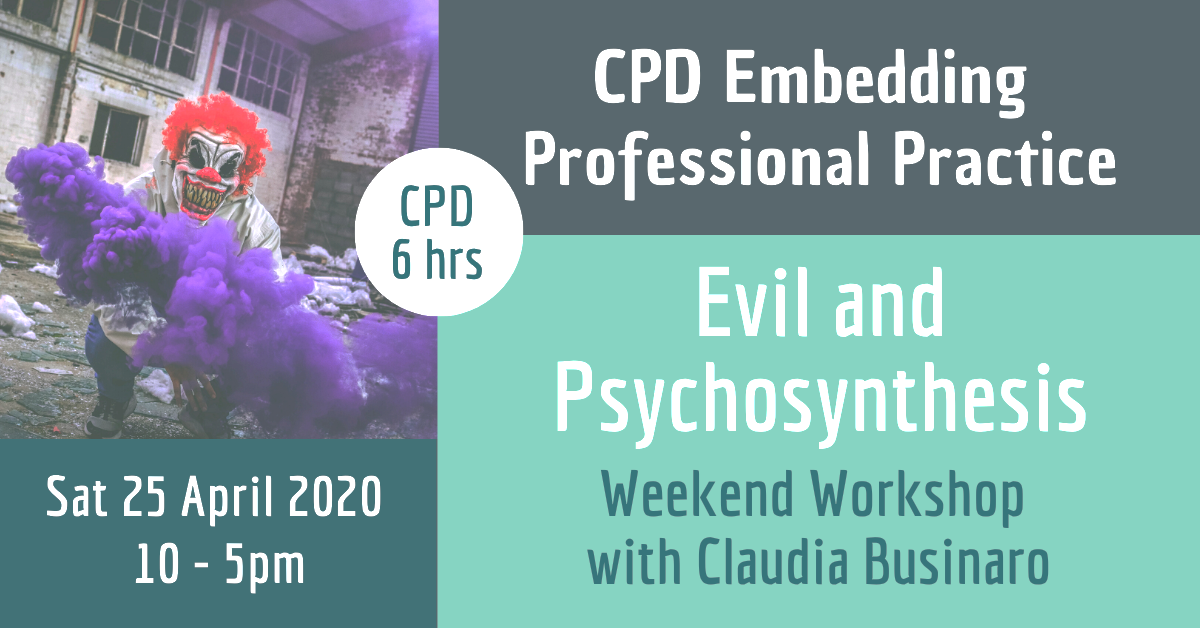 CPD Embedding
Professional Practice
CPD
6 hrs
Evil and
Psychosynthesis
Weekend Workshop
with Claudia Businaro
Sat 25 April 2020
10 - 5pm